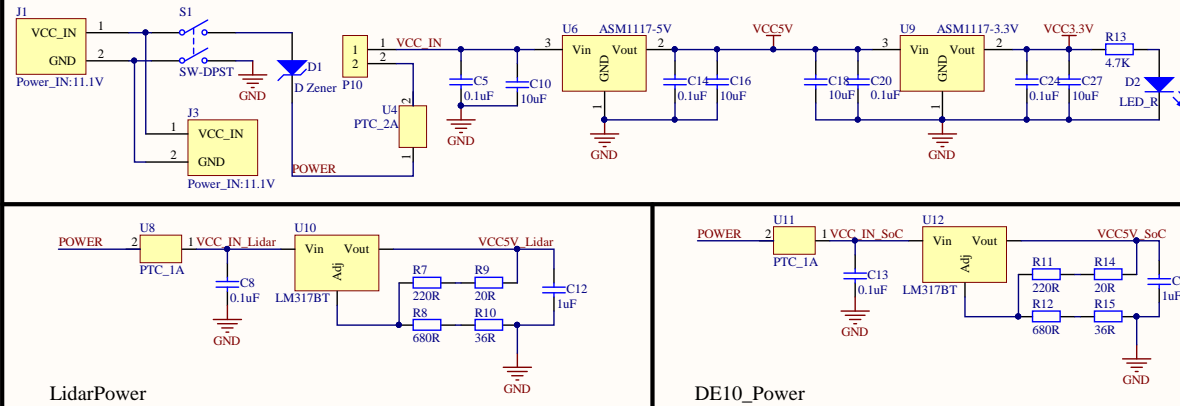 J1
VCC_IN 1
GND 2
Power_IN:11.1V
S1
SW-DPST
GND
J3
1 VCC_IN
2 GND
Power_IN:11.1V
D1
D Zener
POWER
1 1
2 2
P10
VCC_IN
U4
PTC_2A
2
1
C5
0.1uF
C10
10uF
GND
U6 ASM1117-5V
3 Vin Vout 2
GND
1
GND
VCC5V
C14
0.1uF
C16
10uF
C18
10uF
C20
0.1uF
U9 ASM1117-3.3V
3 Vin Vout 2
GND
1
GND
VCC3.3V
C24
0.1uF
C27
10uF
R13
4.7K
D2
LED_R
POWER
U8
2 1
PTC_1A
VCC_IN_Lidar
C8
0.1uF
GND
U10
Vin Vout
Adj
LM317BT
VCC5V_Lidar
R7
220R
R9
20R
R8
680R
R10
36R
C12
1uF
GND
LidarPower
POWER
U11
2 1
PTC_1A
VCC_IN_SoC
C13
0.1uF
GND
U12
Vin Vout
Adj
LM317BT
VCC5V_SoC
R11
220R
R14
20R
R12
680R
R15
36R
C
1uF
GND
DE10_Power